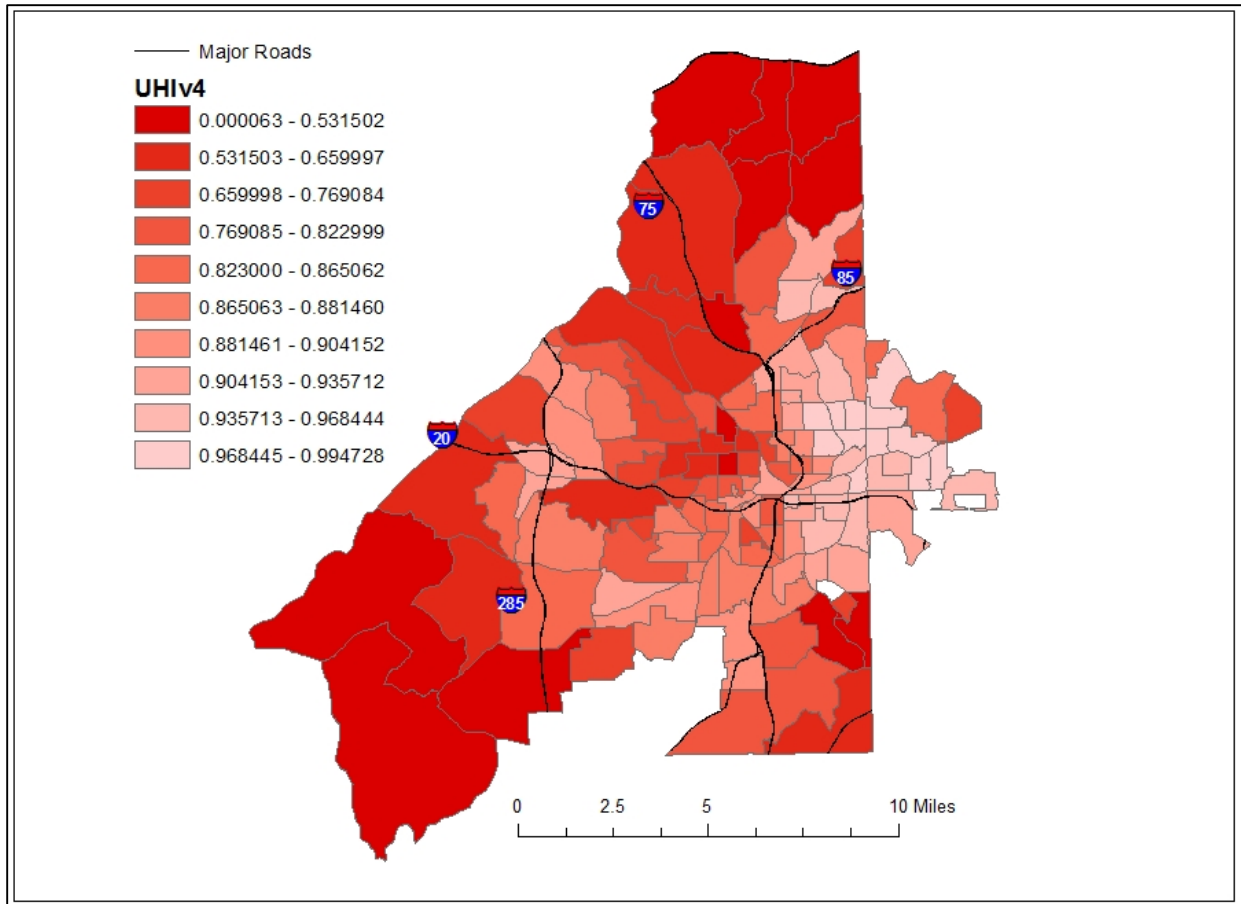 Major Roads
UHIv4
0.000063 - 0.531502
0.531503 - 0.659997
0.659998 - 0.769084
0.769085 - 0.822999
0.823000 - 0.865062
0.865063 - 0.881460
0.881461 - 0.904152
0.904153 - 0.935712
0.935713 - 0.968444
0.968445 - 0.994728
75
85
20
285
0 2.5 5 10 Miles